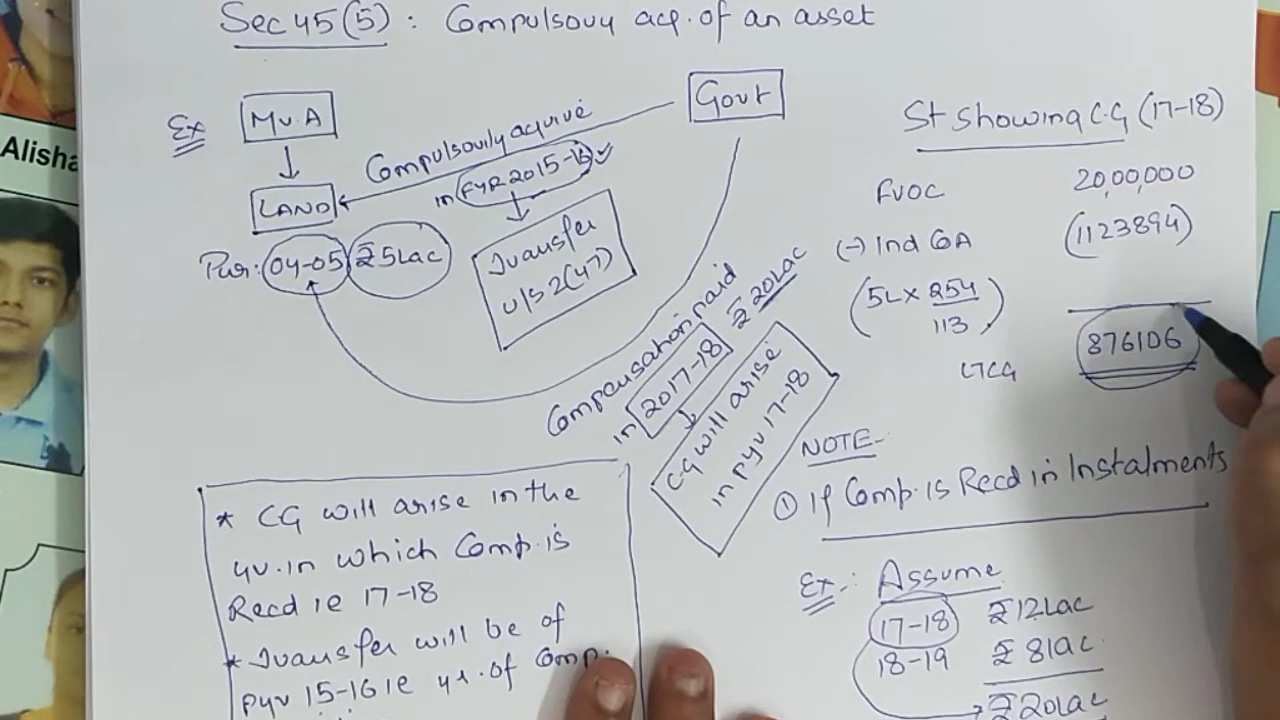 Sec 45(5) : Compulsory acq. of an asset
Ex
Mr. A
Govt
Compulsorily acquire
in FYR 2015-16
LAND
Pur: 04-05 ₹5Lac
Transfer
U/S 2(47)
Compensation paid
in 2017-18 ₹20Lac
CG will arise
in pyr 17-18
St Showing C.G (17-18)
FVOC 20,00,000
(-) Ind COA (1123894)
(5L x 254/113)
LTCG 876106
* CG will arise in the
yr. in which Comp. is
Recd ie 17-18
* Transfer will be of
pyr 15-16 ie yr. of Comp.
NOTE-
① If Comp. is Recd in Instalments
Ex: Assume
17-18 ₹12Lac
18-19 ₹8Lac
₹20Lac
Alisha